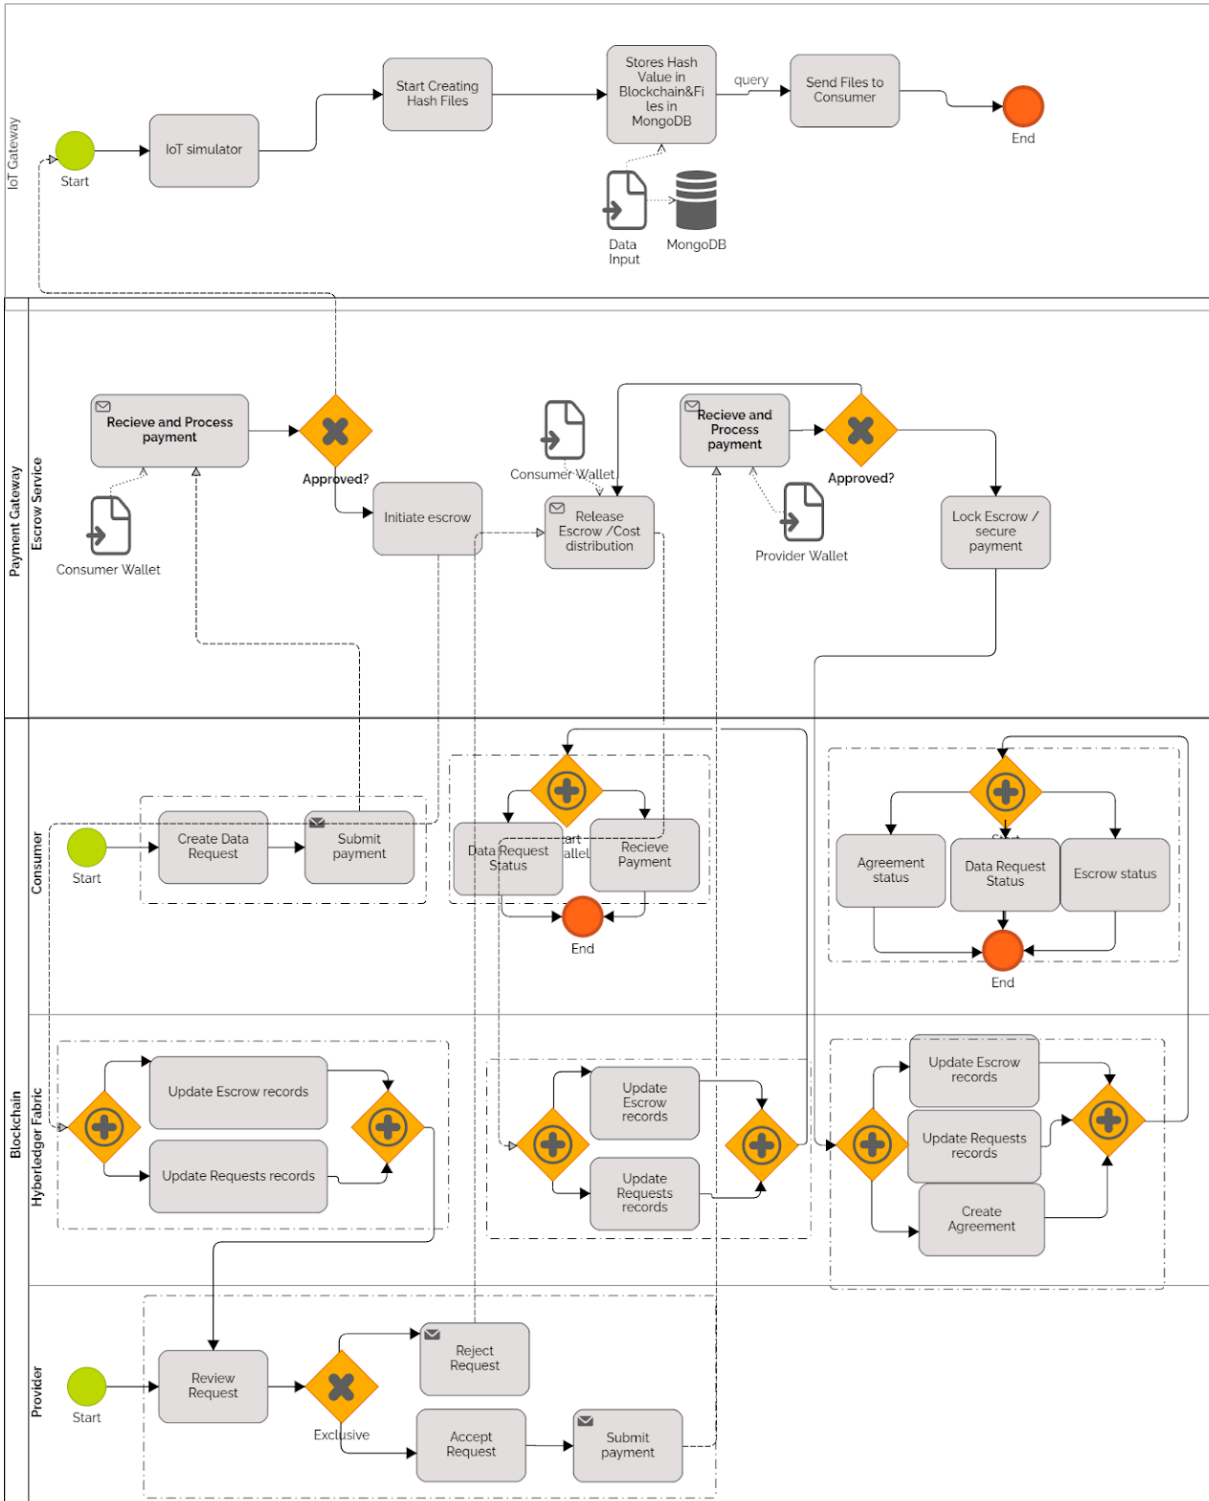 IoT Gateway
Start
IoT simulator
Start Creating
Hash Files
Stores Hash
Value in
Blockchain&Fi
les in
MongoDB
query
Send Files to
Consumer
End
Data
Input
MongoDB
Payment Gateway
Escrow Service
Recieve and Process
payment
Approved?
Consumer Wallet
Initiate escrow
Consumer Wallet
Release
Escrow /Cost
distribution
Recieve and
Process
payment
Approved?
Provider Wallet
Lock Escrow /
secure
payment
Blockchain
Consumer
Start
Create Data
Request
Submit
payment
Data Request
Status
Recieve
Payment
End
Agreement
status
Data Request
Status
Escrow status
End
Hyberledger Fabric
Update Escrow records
Update Requests records
Update
Escrow
records
Update
Requests
records
Update Escrow
records
Update Requests
records
Create
Agreement
Provider
Start
Review
Request
Exclusive
Reject
Request
Accept
Request
Submit
payment